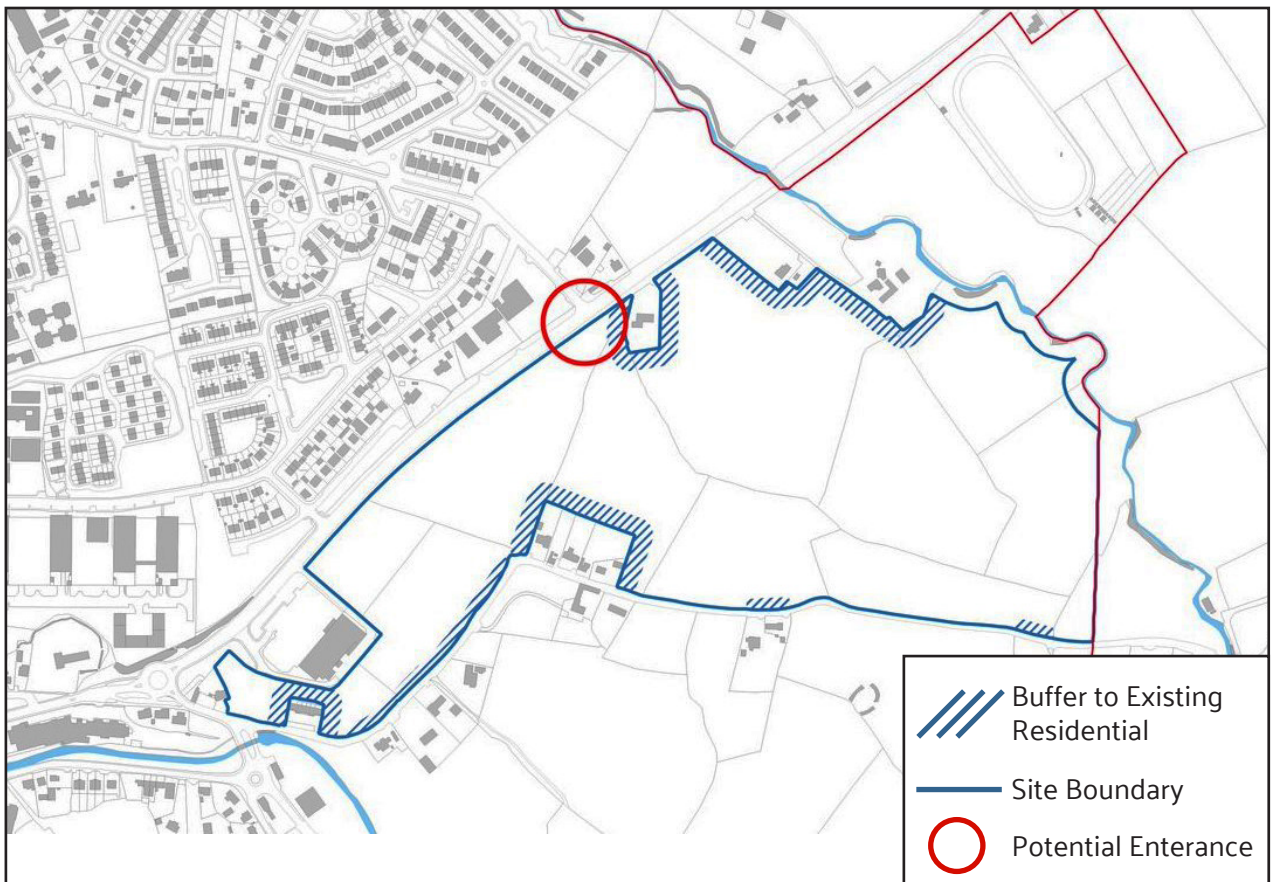 Buffer to Existing
Residential
Site Boundary
Potential Enterance